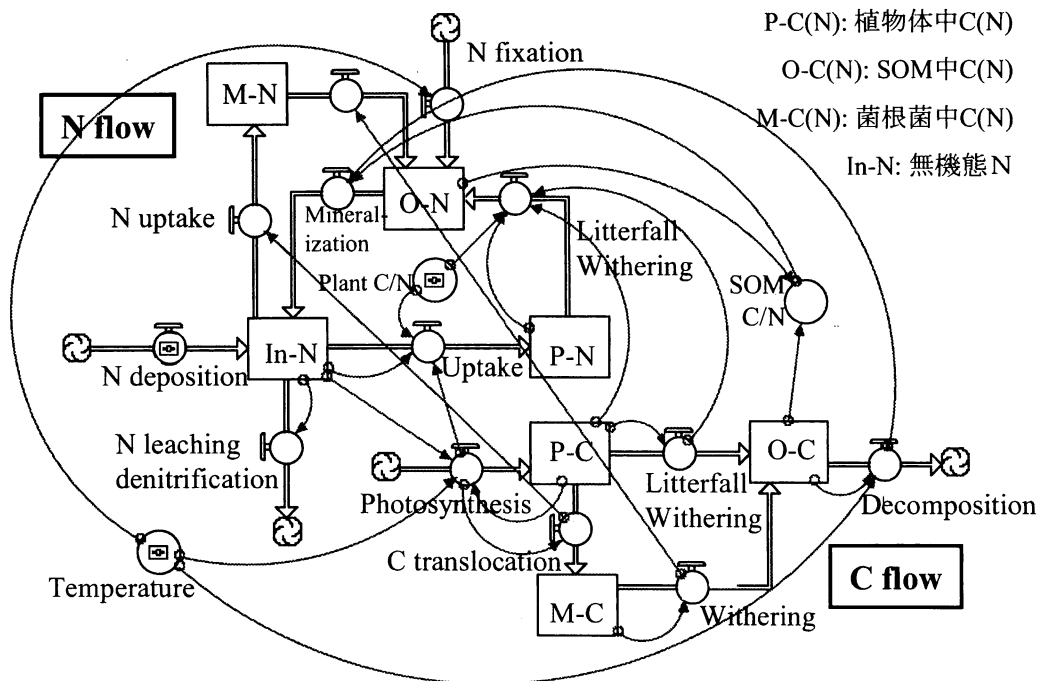 P-C(N): 植物体中C(N)
O-C(N): SOM中C(N)
M-C(N): 菌根菌中C(N)
In-N: 無機態N
N fixation
M-N
N flow
O-N
N uptake
Mineral-
ization
Litterfall
Withering
Plant C/N
SOM
C/N
In-N
P-N
N deposition
Uptake
N leaching
denitrification
P-C
O-C
Photosynthesis
Litterfall
Withering
Decomposition
C translocation
Temperature
M-C
Withering
C flow